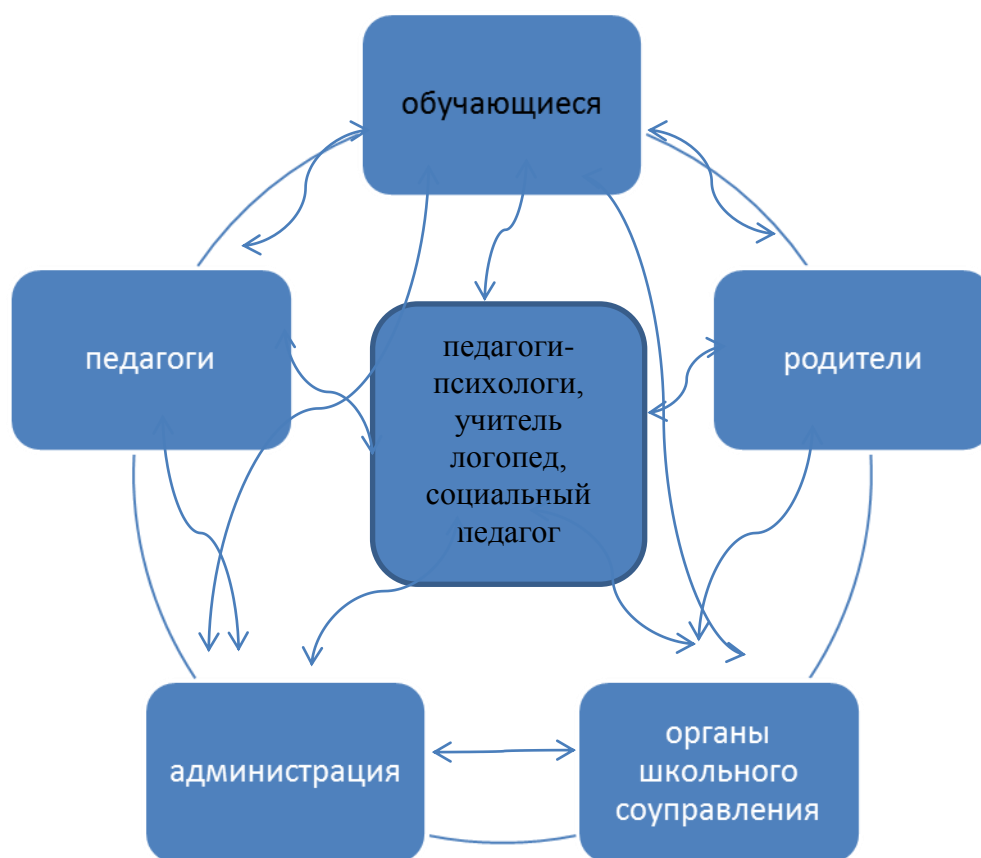 обучающиеся
педагоги
педагоги-
психологи,
учитель
логопед,
социальный
педагог
родители
администрация
органы
школьного
соуправления